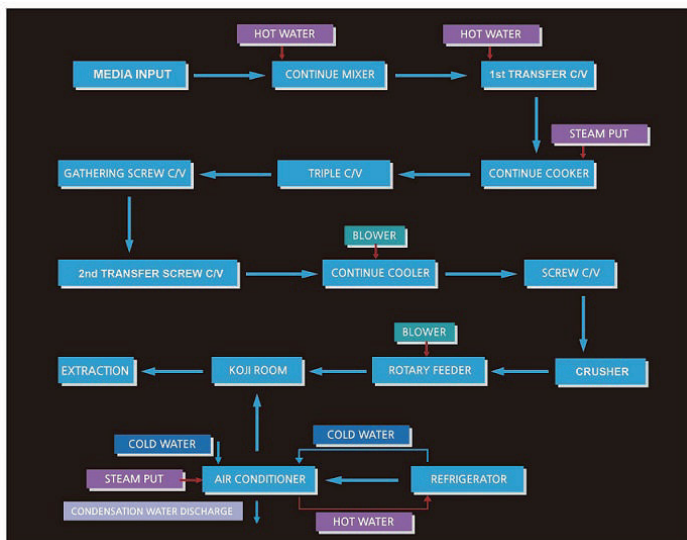 HOT WATER
HOT WATER
MEDIA INPUT
CONTINUE MIXER
1st TRANSFER C/V
STEAM PUT
GATHERING SCREW C/V
TRIPLE C/V
CONTINUE COOKER
BLOWER
2nd TRANSFER SCREW C/V
CONTINUE COOLER
SCREW C/V
BLOWER
EXTRACTION
KOJI ROOM
ROTARY FEEDER
CRUSHER
COLD WATER
COLD WATER
STEAM PUT
AIR CONDITIONER
REFRIGERATOR
CONDENSATION WATER DISCHARGE
HOT WATER